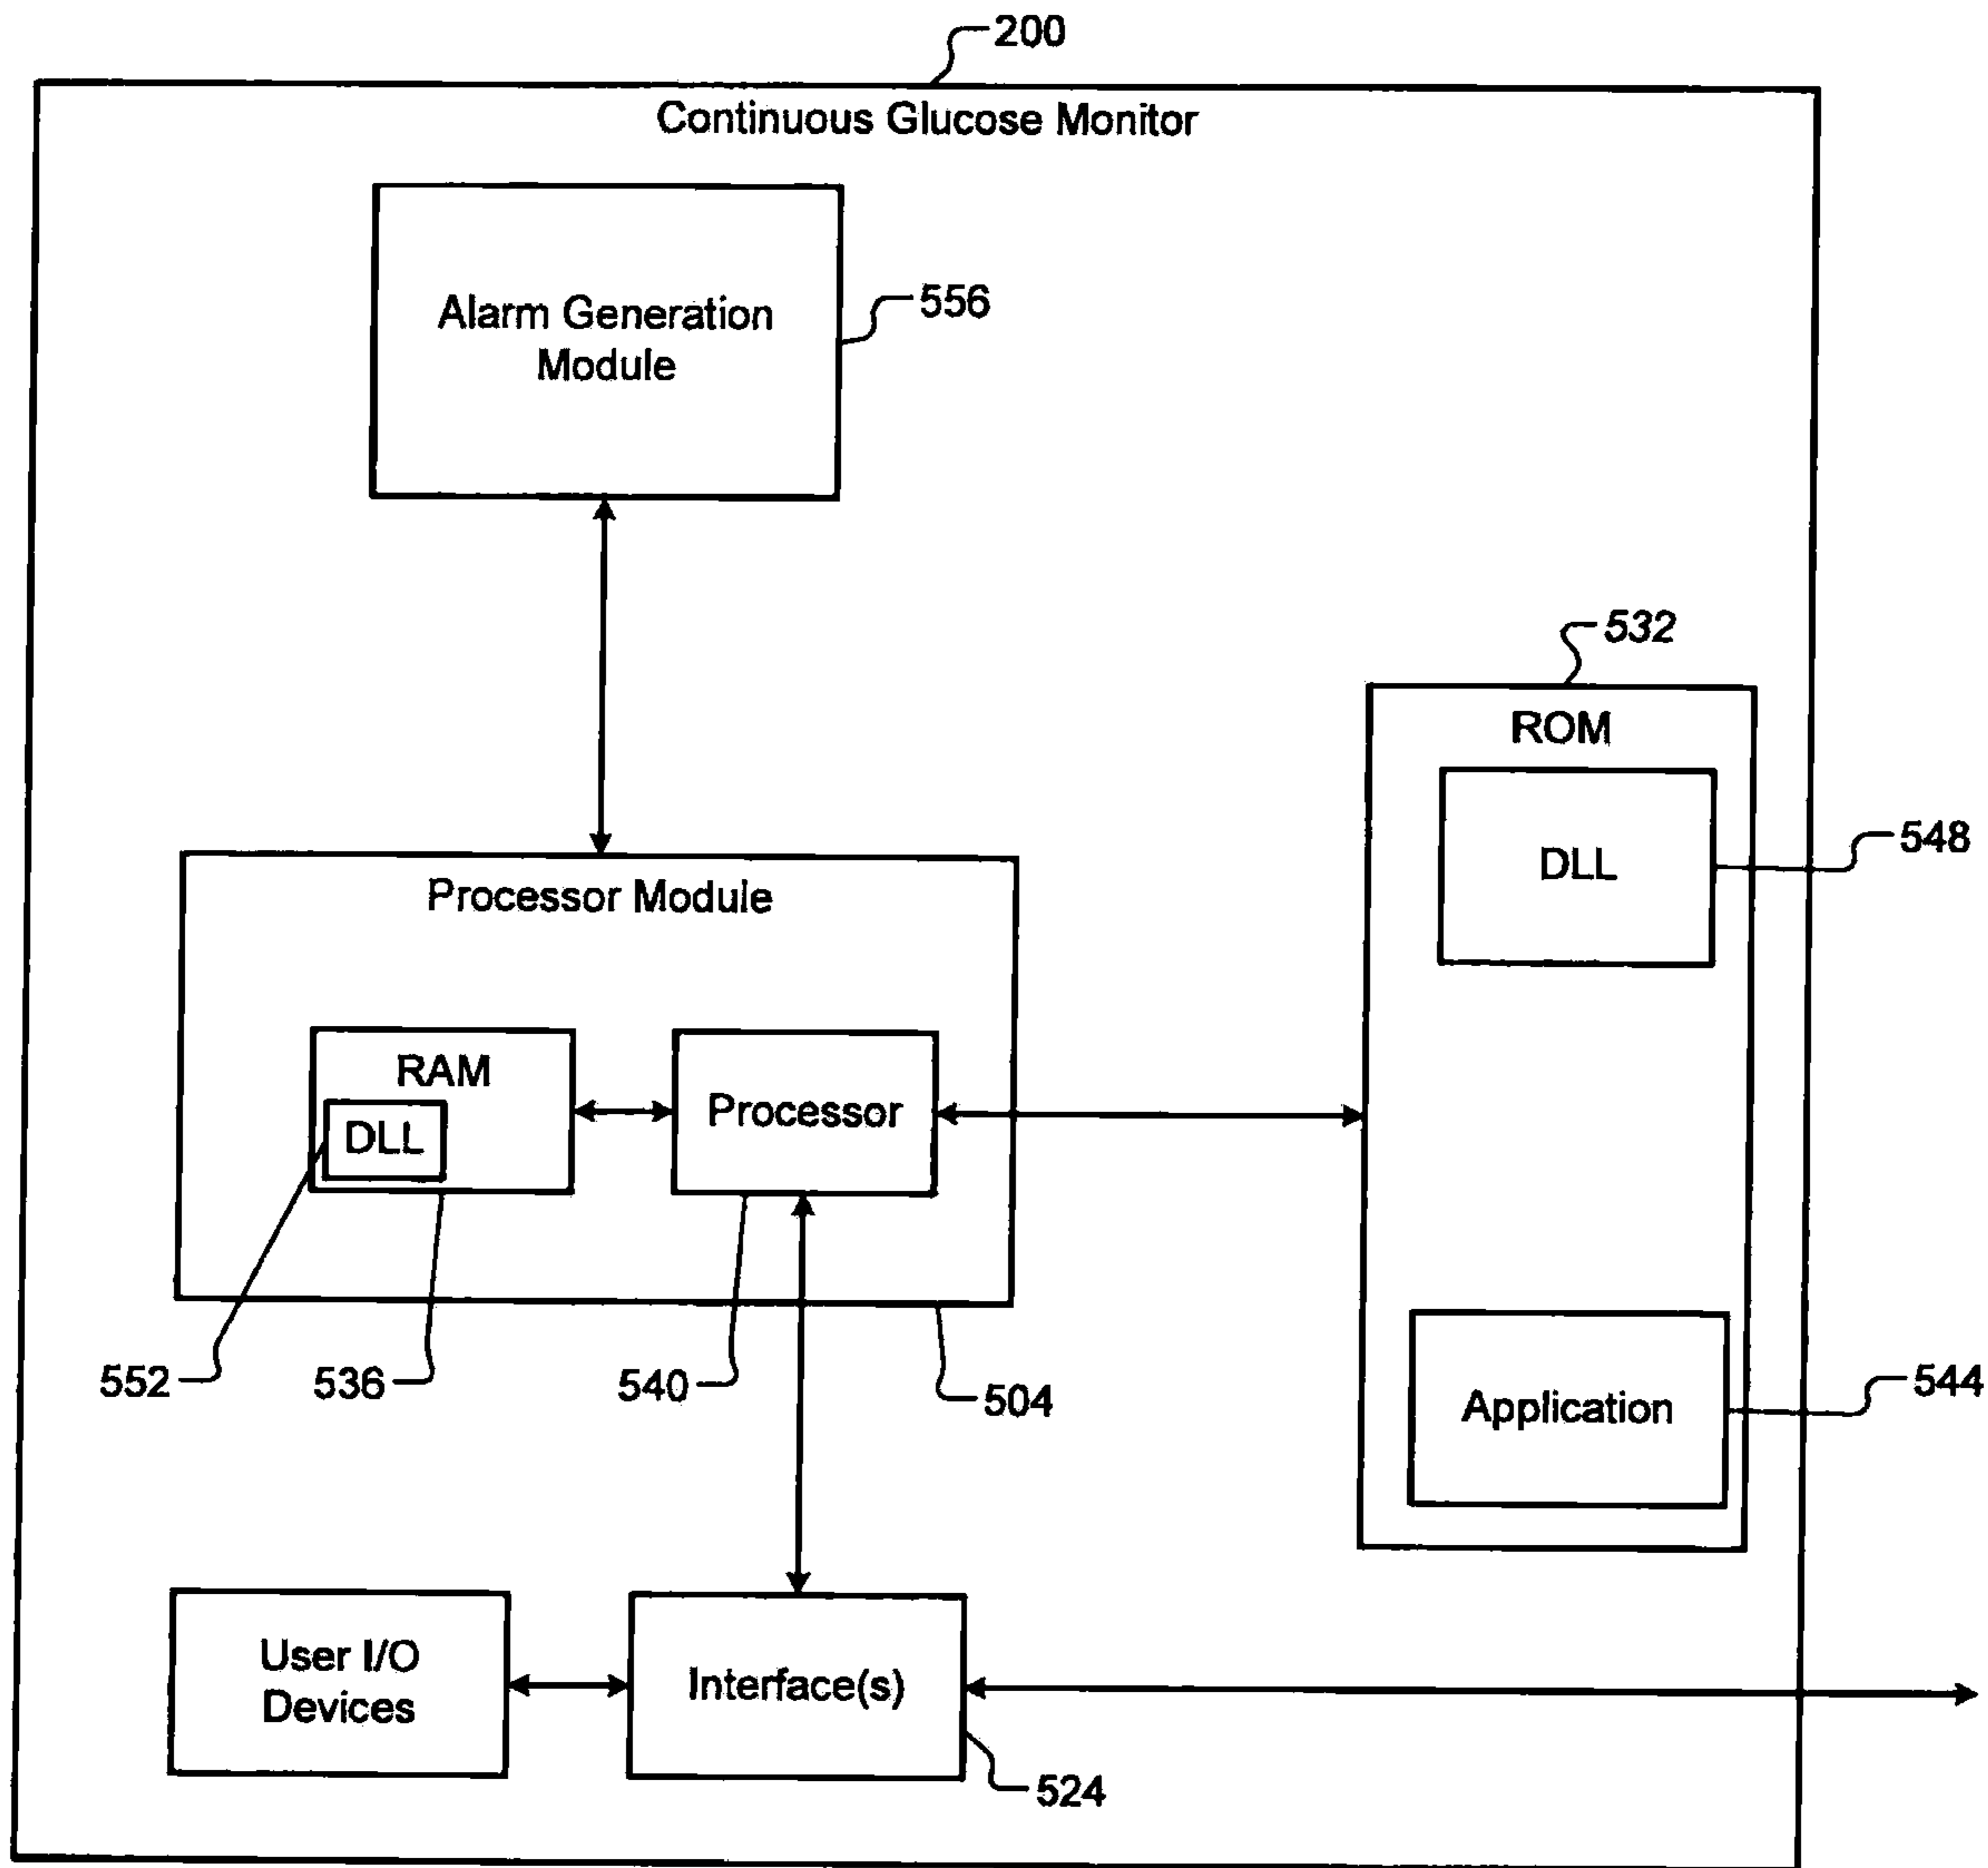 200
Continuous Glucose Monitor
Alarm Generation
Module
556
532
ROM
DLL
548
Processor Module
RAM
DLL
Processor
552
536
540
504
Application
544
User I/O
Devices
Interface(s)
524